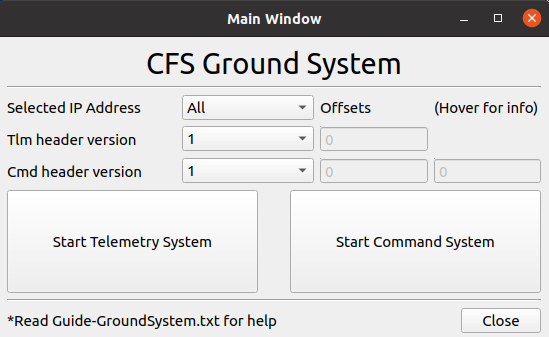 Main Window
CFS Ground System
Selected IP Address All Offsets (Hover for info)
Tlm header version 1 0
Cmd header version 1 0 0
Start Telemetry System Start Command System
*Read Guide-GroundSystem.txt for help Close